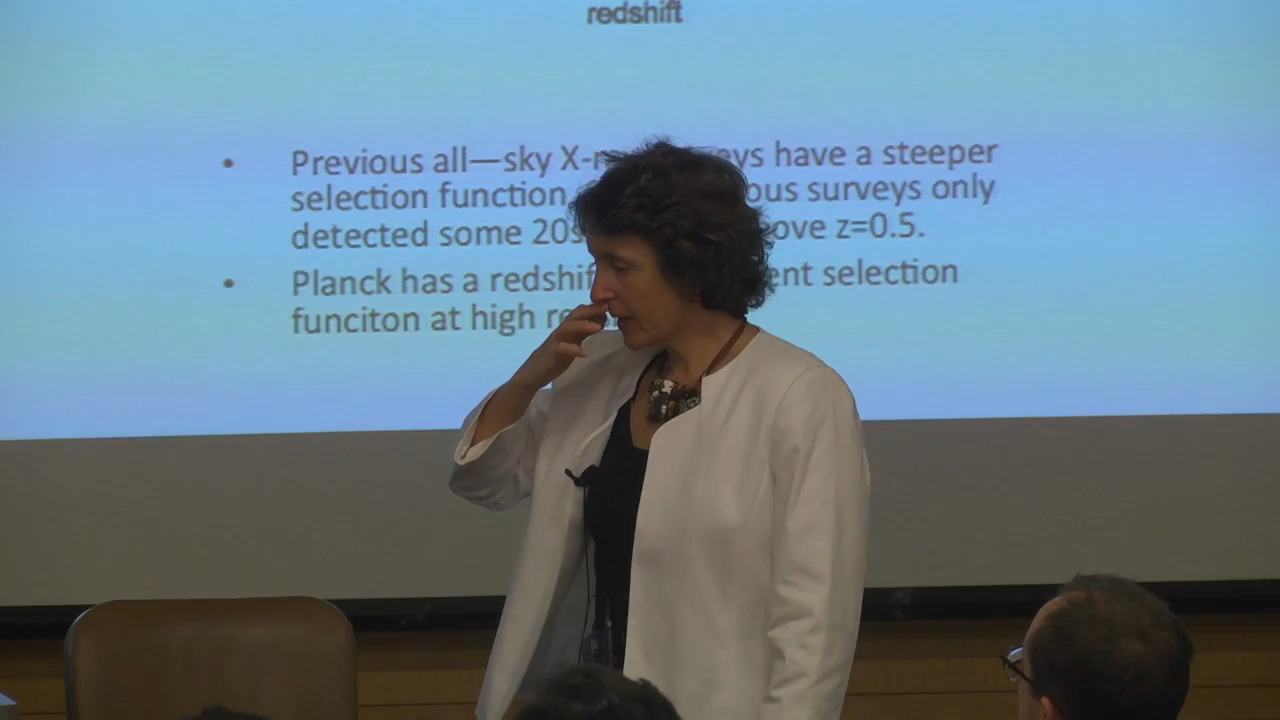 redshift
• Previous all—sky X-r eys have a steeper
selection function ous surveys only
detected some 20s ove z=0.5.
• Planck has a redshif ent selection
funciton at high re